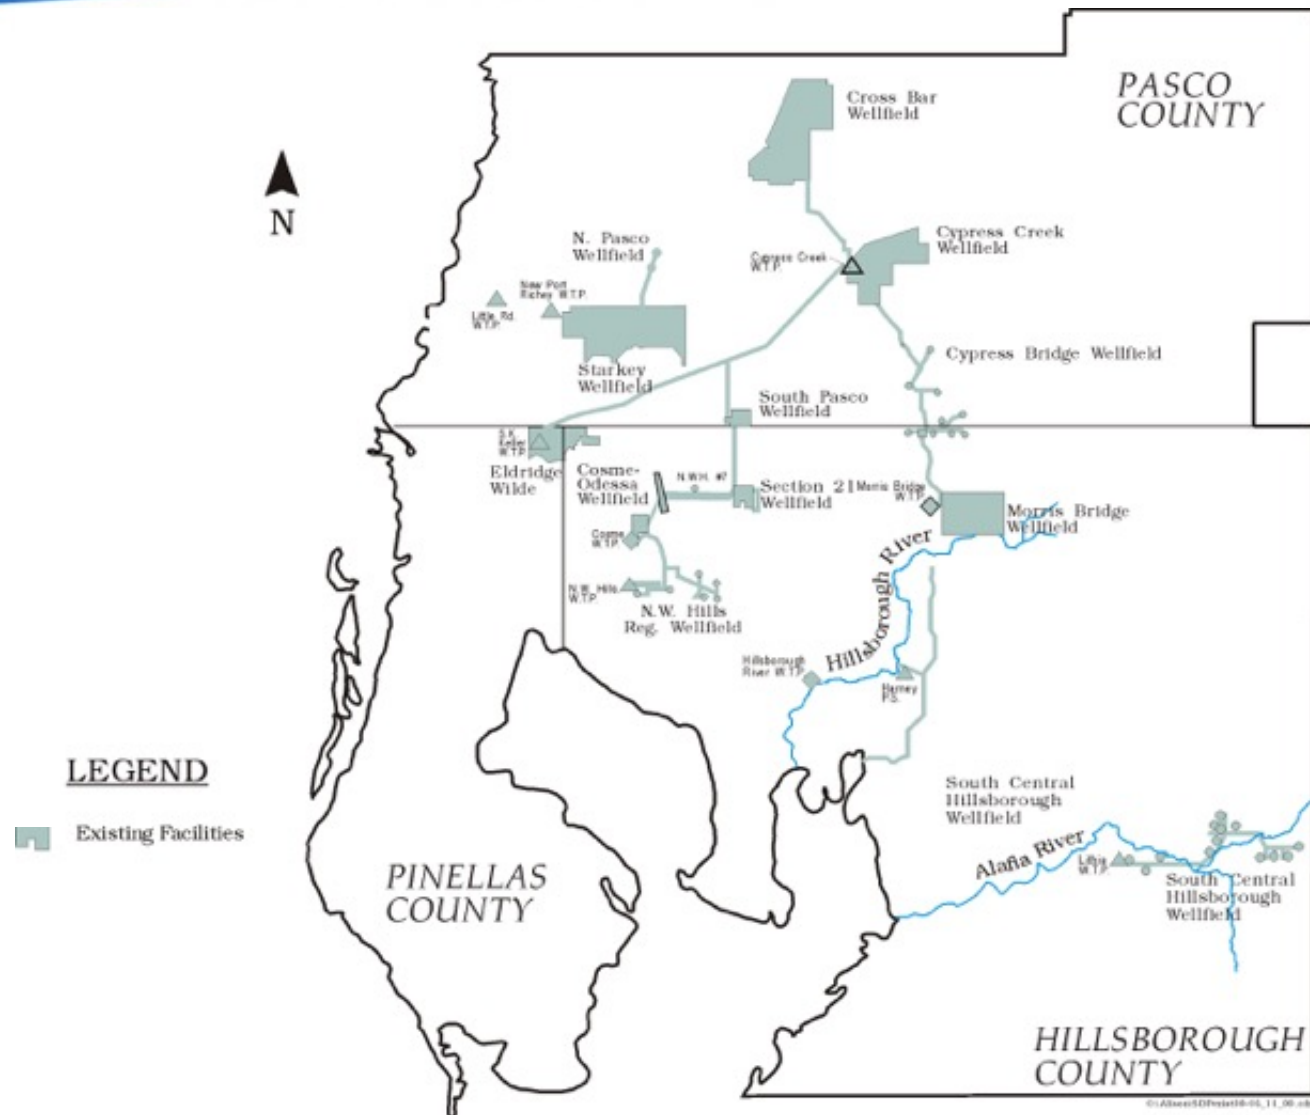 PASCO
COUNTY
Cross Bar
Wellfield
N
N. Pasco
Wellfield
Cypress Creek
Wellfield
Cypress Creek
W.T.P.
New Port
Richey W.T.P.
Little Rd.
W.T.P.
Starkey
Wellfield
Cypress Bridge Wellfield
South Pasco
Wellfield
S.K.
Keller
W.T.P.
Eldridge
Wilde
Cosme-
Odessa
Wellfield
N.W.H. #7
Section 21
Wellfield
Morris Bridge
W.T.P.
Morris Bridge
Wellfield
Cosme
W.T.P.
N.W. Hills
W.T.P.
N.W. Hills
Reg. Wellfield
Hillsborough River
Hillsborough
River W.T.P.
Harney
P.S.
LEGEND
Existing Facilities
South Central
Hillsborough
Wellfield
Alafia River
Lithia
W.T.P.
South Central
Hillsborough
Wellfield
PINELLAS
COUNTY
HILLSBOROUGH
COUNTY